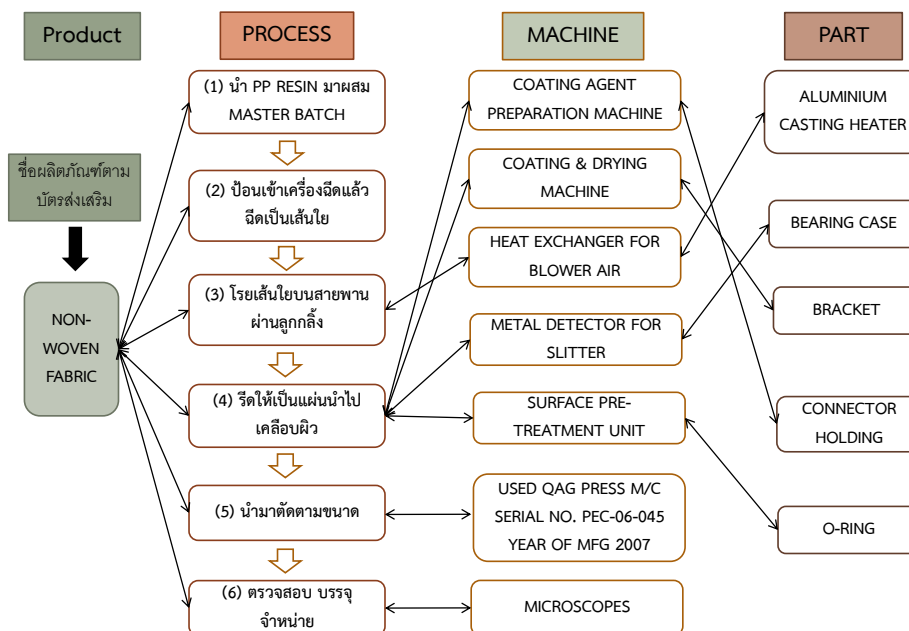 Product
PROCESS
MACHINE
PART
ชื่อผลิตภัณฑ์ตาม
บัตรส่งเสริม
NON-
WOVEN
FABRIC
(1) นำ PP RESIN มาผสม
MASTER BATCH
(2) ป้อนเข้าเครื่องฉีดแล้ว
ฉีดเป็นเส้นใย
(3) โรยเส้นใยบนสายพาน
ผ่านลูกกลิ้ง
(4) รีดให้เป็นแผ่นนำไป
เคลือบผิว
(5) นำมาตัดตามขนาด
(6) ตรวจสอบ บรรจุ
จำหน่าย
COATING AGENT
PREPARATION MACHINE
COATING & DRYING
MACHINE
HEAT EXCHANGER FOR
BLOWER AIR
METAL DETECTOR FOR
SLITTER
SURFACE PRE-
TREATMENT UNIT
USED QAG PRESS M/C
SERIAL NO. PEC-06-045
YEAR OF MFG 2007
MICROSCOPES
ALUMINIUM
CASTING HEATER
BEARING CASE
BRACKET
CONNECTOR
HOLDING
O-RING